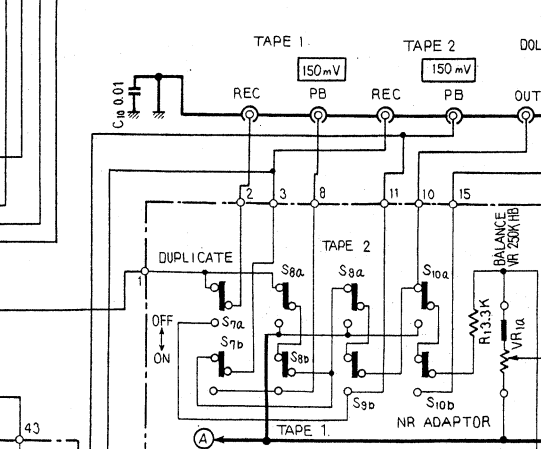 TAPE 1.
TAPE 2
DOL
150mV
150mV
REC
PB
REC
PB
OUT
C10 0.01
2
3
8
11
10
15
1
DUPLICATE
TAPE 2
S8a
S9a
S10a
BALANCE
VR 250K HB
OFF
ON
S7a
S7b
S8b
S9b
S10b
R1 3.3K
VR1a
NR ADAPTOR
43
A
TAPE 1.